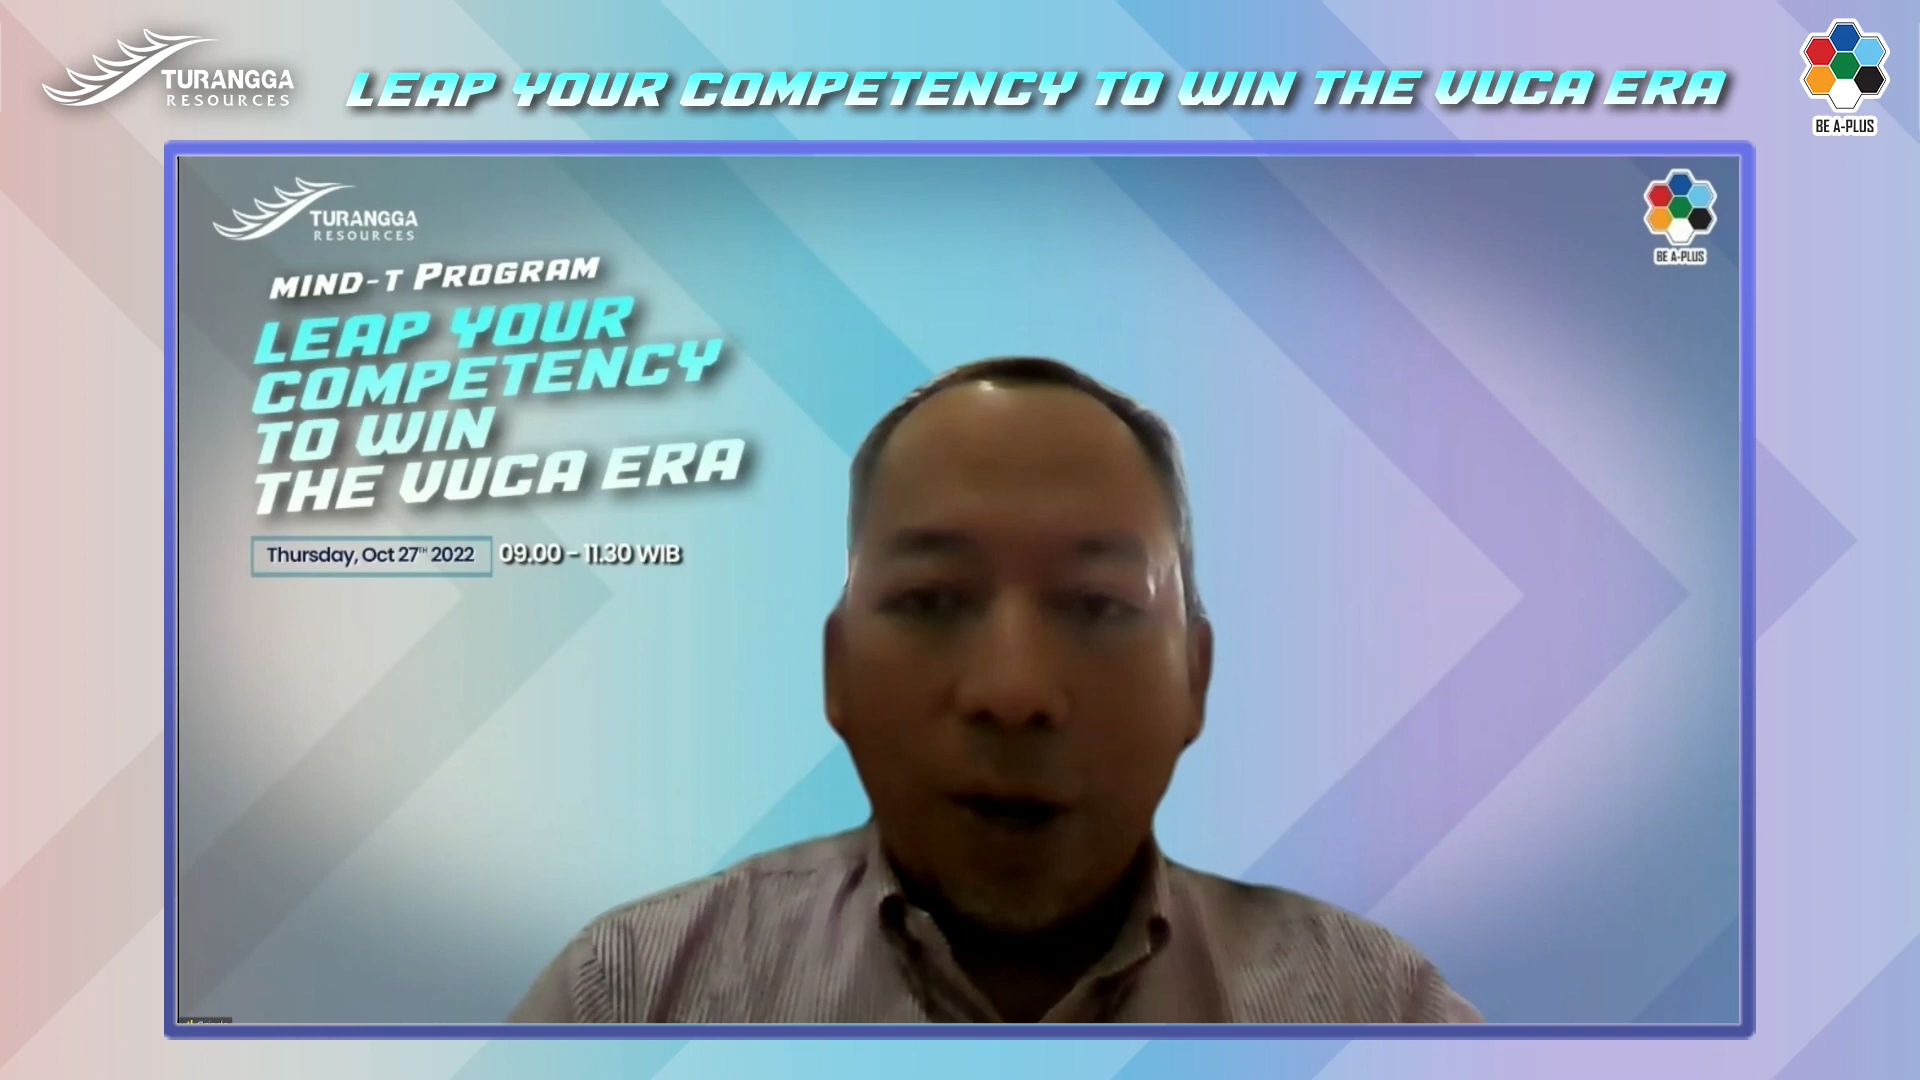 TURANGGA
RESOURCES
LEAP YOUR COMPETENCY TO WIN THE VUCA ERA
BE A-PLUS
TURANGGA
RESOURCES
BE A-PLUS
MIND-T PROGRAM
LEAP YOUR
COMPETENCY
TO WIN
THE VUCA ERA
Thursday, Oct 27TH 2022 09.00 - 11.30 WIB